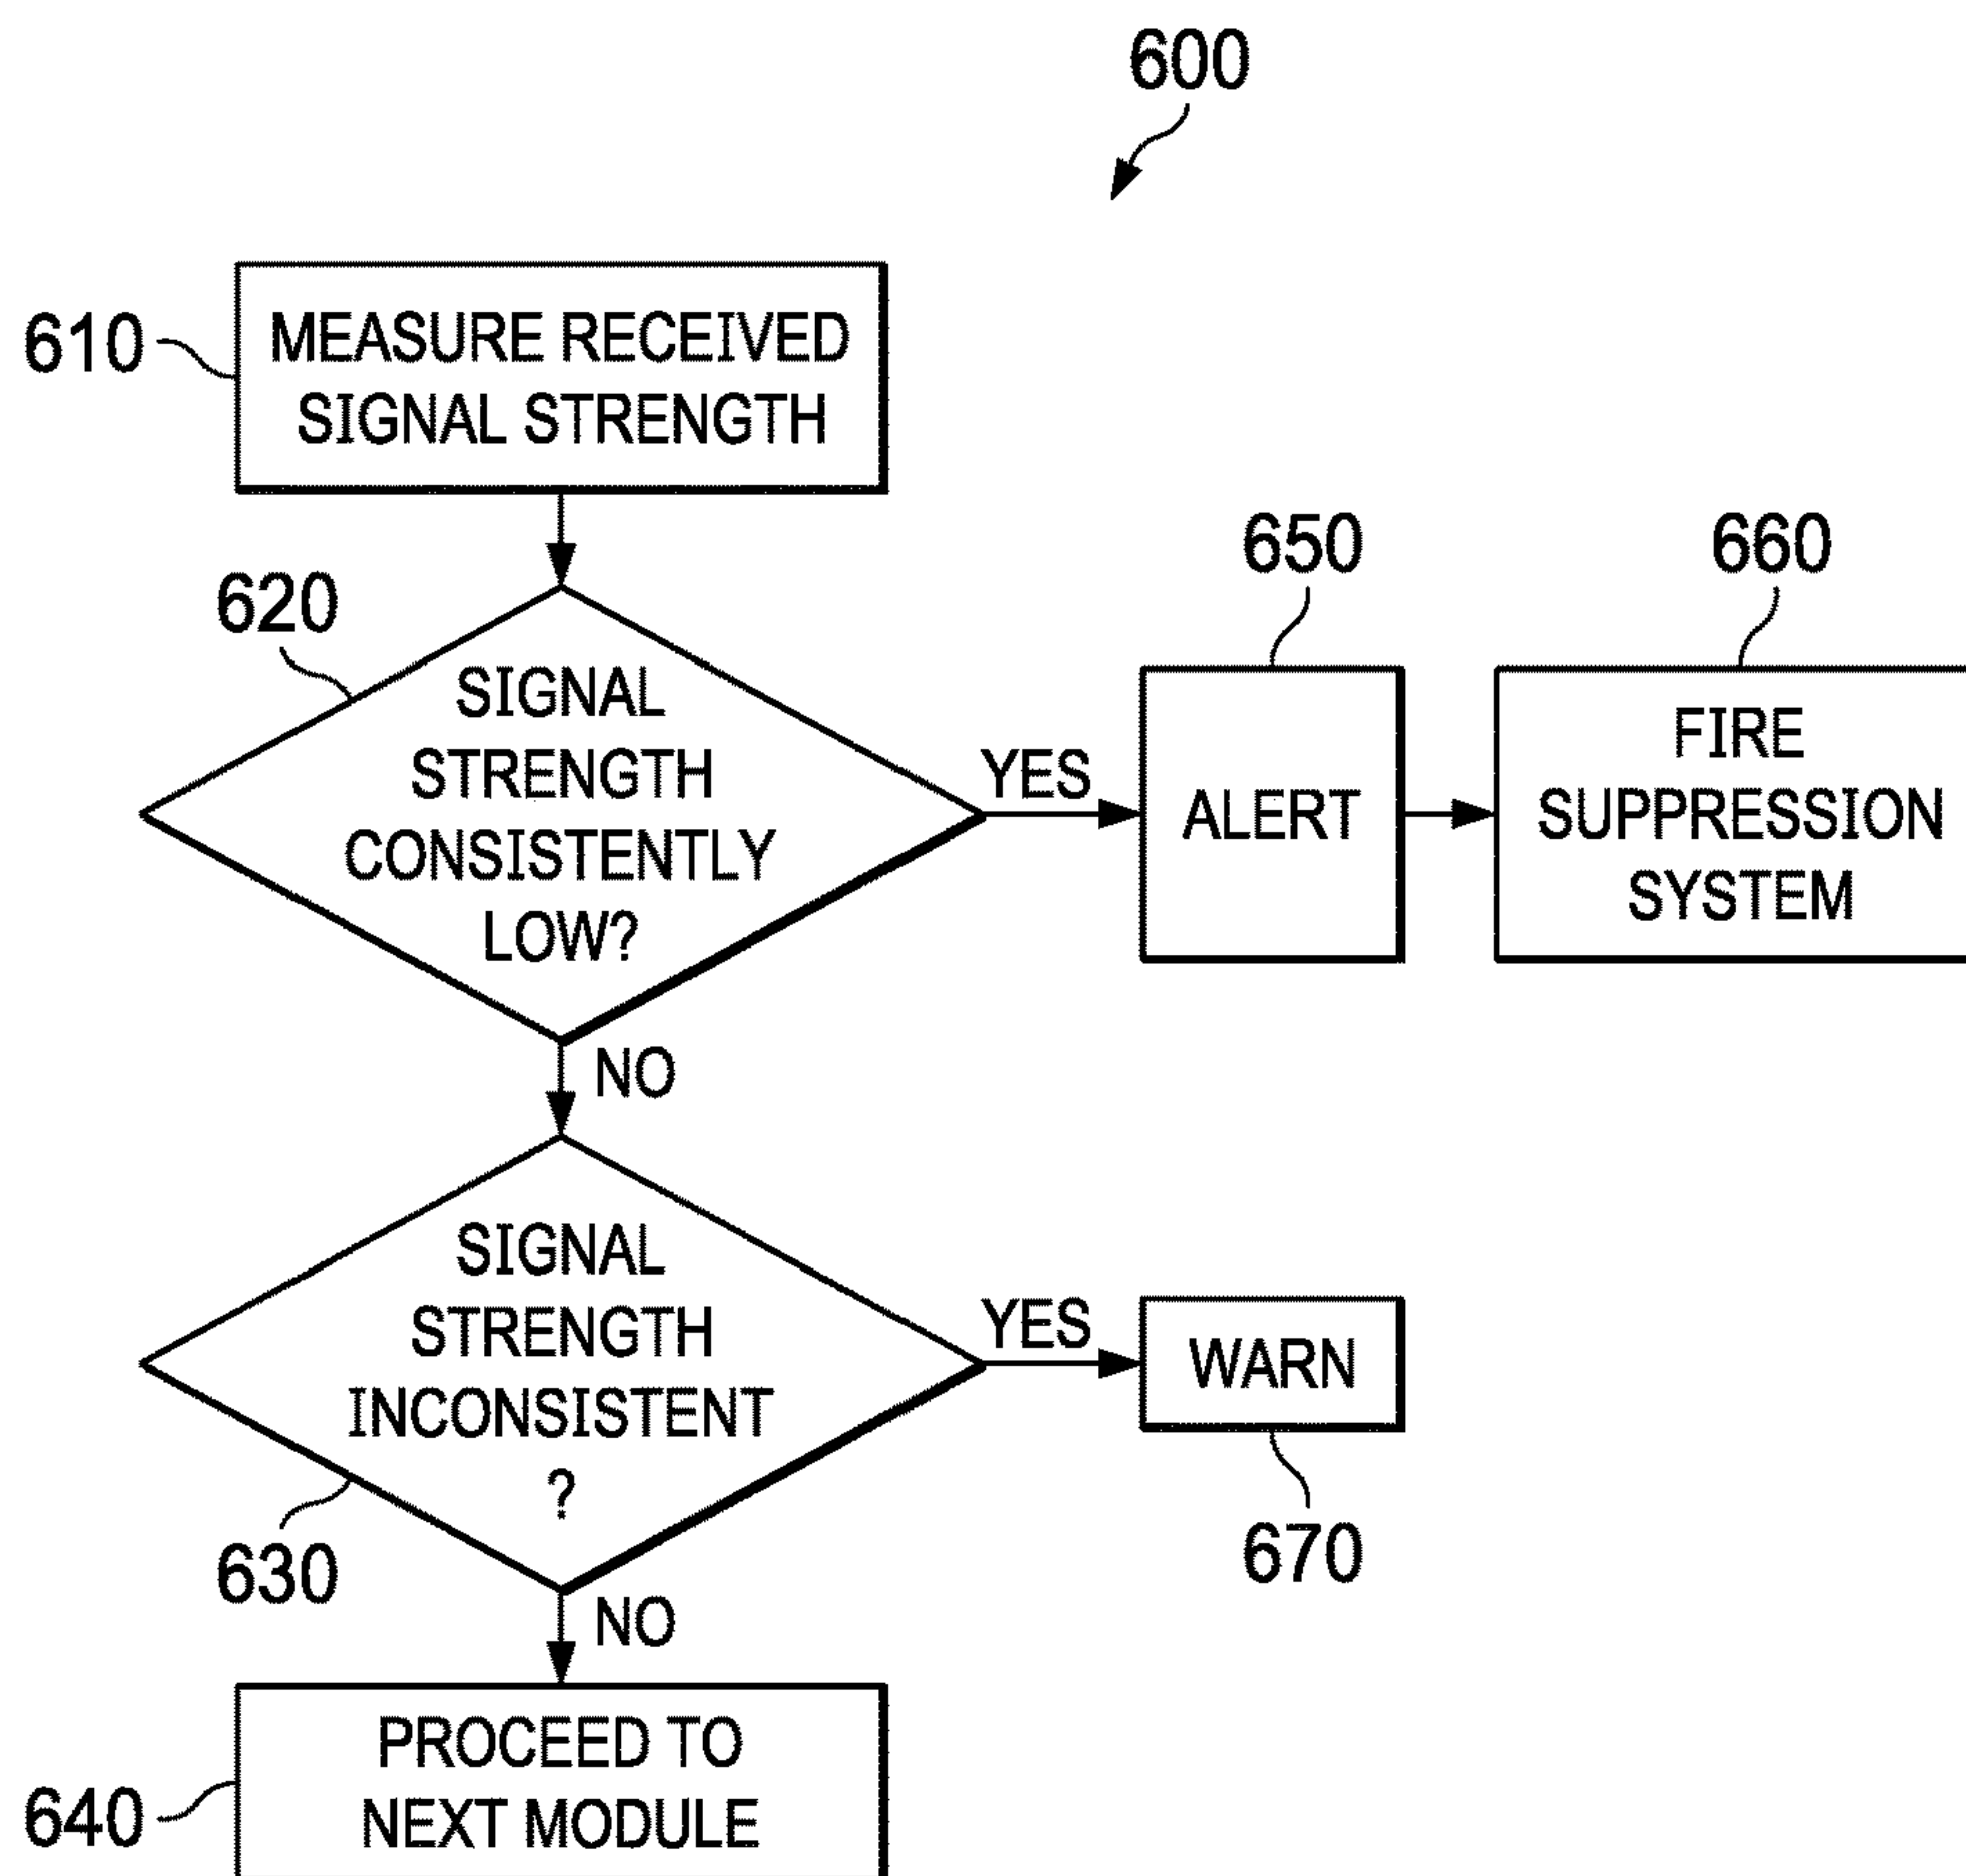 600
610
MEASURE RECEIVED
SIGNAL STRENGTH
620
SIGNAL
STRENGTH
CONSISTENTLY
LOW?
YES
650
ALERT
660
FIRE
SUPPRESSION
SYSTEM
NO
SIGNAL
STRENGTH
INCONSISTENT
?
630
YES
WARN
670
NO
640
PROCEED TO
NEXT MODULE